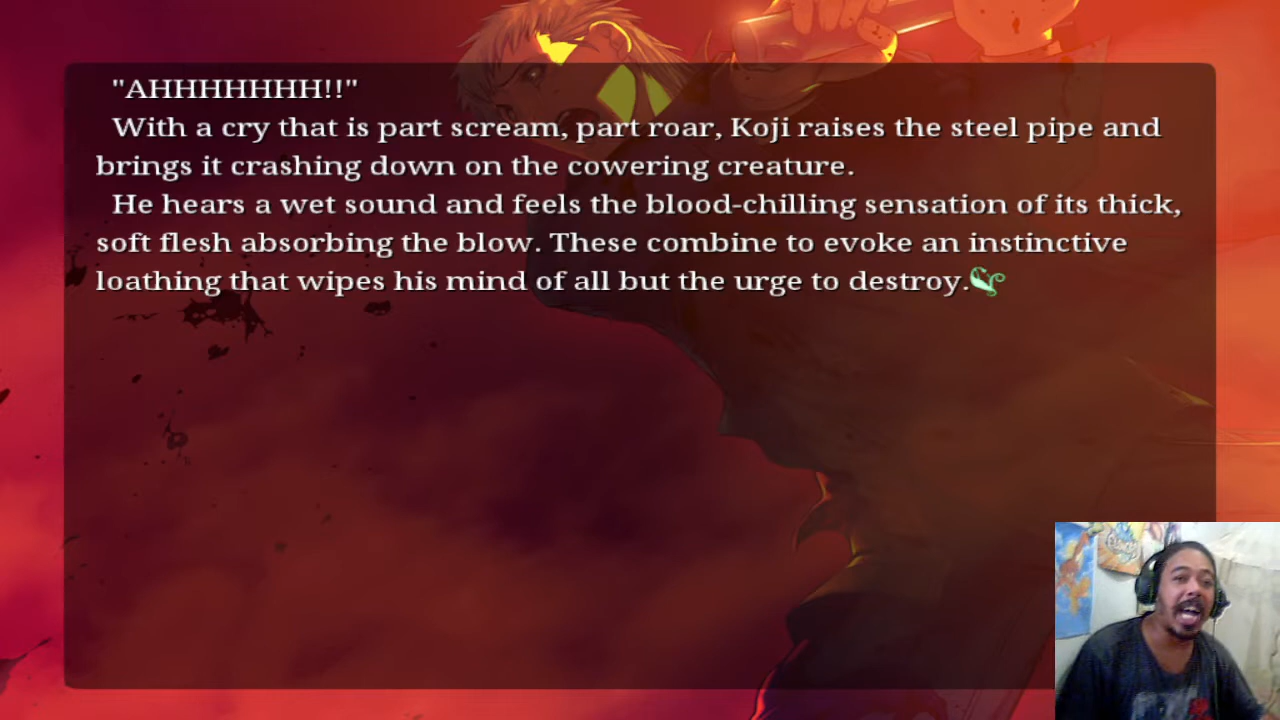 "AHHHHHHH!!"
With a cry that is part scream, part roar, Koji raises the steel pipe and
brings it crashing down on the cowering creature.
He hears a wet sound and feels the blood-chilling sensation of its thick,
soft flesh absorbing the blow. These combine to evoke an instinctive
loathing that wipes his mind of all but the urge to destroy.